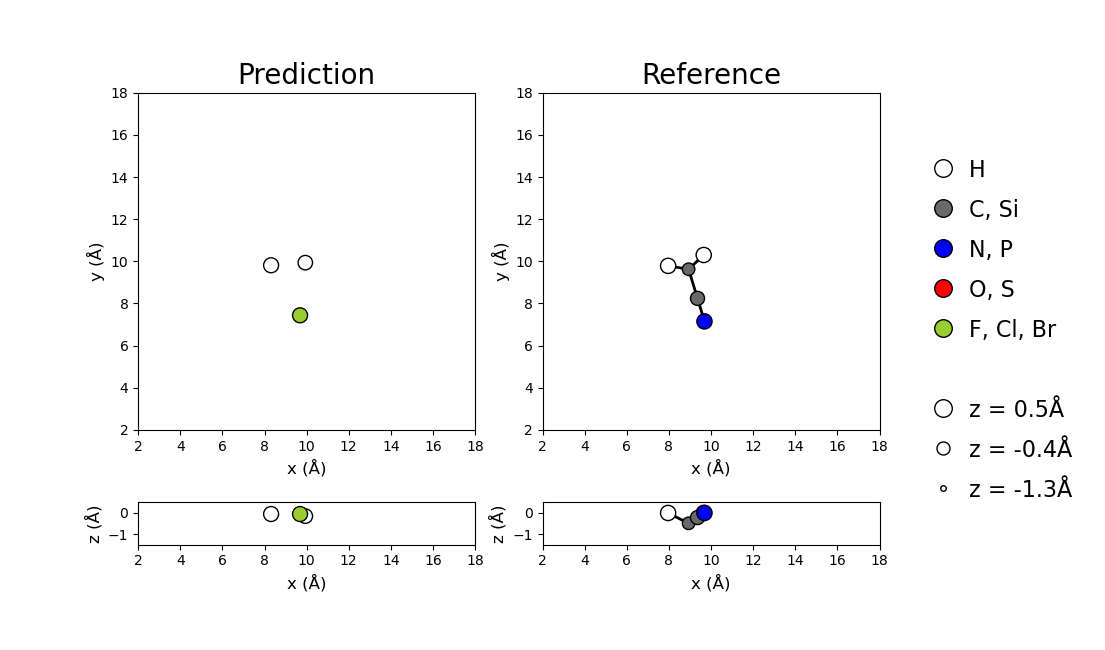 Prediction
Reference
18
16
14
12
10
8
6
4
2
y (Å)
2 4 6 8 10 12 14 16 18
x (Å)
18
16
14
12
10
8
6
4
2
y (Å)
2 4 6 8 10 12 14 16 18
x (Å)
H
C, Si
N, P
O, S
F, Cl, Br
z = 0.5Å
z = -0.4Å
z = -1.3Å
0
−1
z (Å)
2 4 6 8 10 12 14 16 18
x (Å)
0
−1
z (Å)
2 4 6 8 10 12 14 16 18
x (Å)